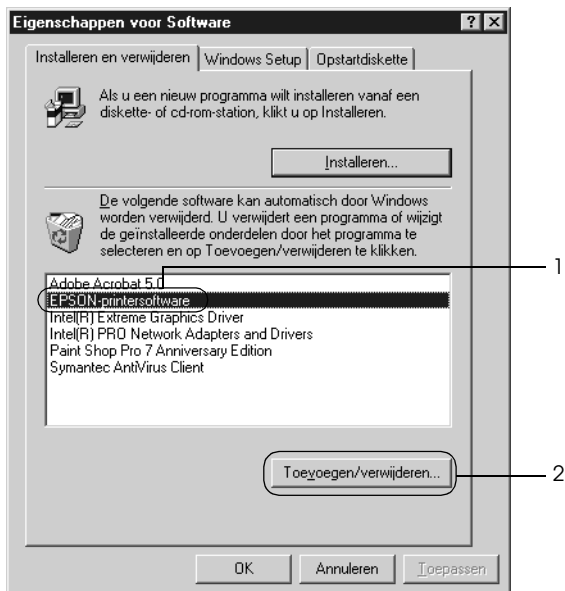 Eigenschappen voor Software
Installeren en verwijderen
Windows Setup
Opstartdiskette
Als u een nieuw programma wilt installeren vanaf een
diskette- of cd-rom-station, klikt u op Installeren.
Installeren...
De volgende software kan automatisch door Windows
worden verwijderd. U verwijdert een programma of wijzigt
de geïnstalleerde onderdelen door het programma te
selecteren en op Toevoegen/verwijderen te klikken.
1
Adobe Acrobat 5.0
EPSON-printersoftware
Intel(R) Extreme Graphics Driver
Intel(R) PRO Network Adapters and Drivers
Paint Shop Pro 7 Anniversary Edition
Symantec AntiVirus Client
Toevoegen/verwijderen...
2
OK
Annuleren
Toepassen